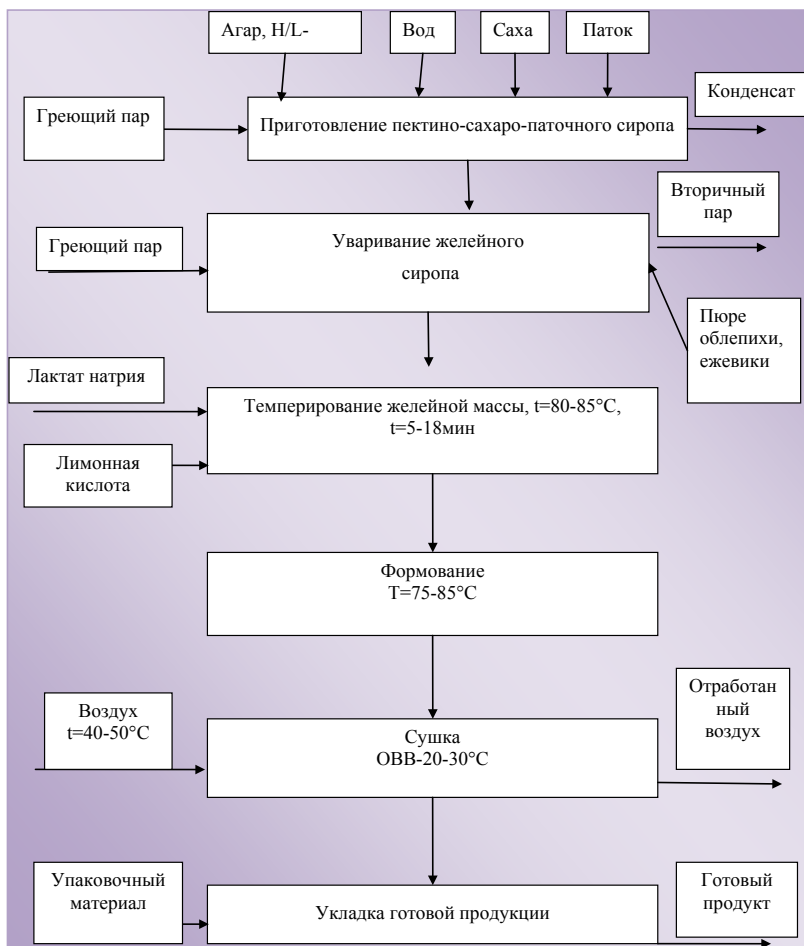 Агар, H/L-
Вод
Саха
Паток
Греющий пар
Приготовление пектино-сахаро-паточного сиропа
Конденсат
Вторичный
пар
Греющий пар
Уваривание желейного
сиропа
Пюре
облепихи,
ежевики
Лактат натрия
Темперирование желейной массы, t=80-85°C,
t=5-18мин
Лимонная
кислота
Формование
T=75-85°C
Воздух
t=40-50°C
Сушка
ОВВ-20-30°C
Отработан
ный
воздух
Упаковочный
материал
Укладка готовой продукции
Готовый
продукт